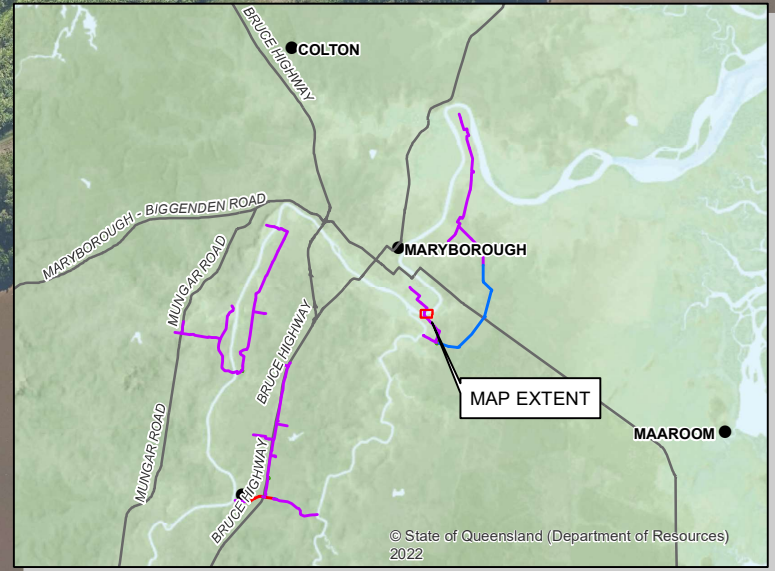 BRUCE HIGHWAY
COLTON
MARYBOROUGH - BIGGENDEN ROAD
MUNGAR ROAD
MARYBOROUGH
BRUCE HIGHWAY
MAP EXTENT
MUNGAR ROAD
MAAROOM
BRUCE HIGHWAY
© State of Queensland (Department of Resources)
2022